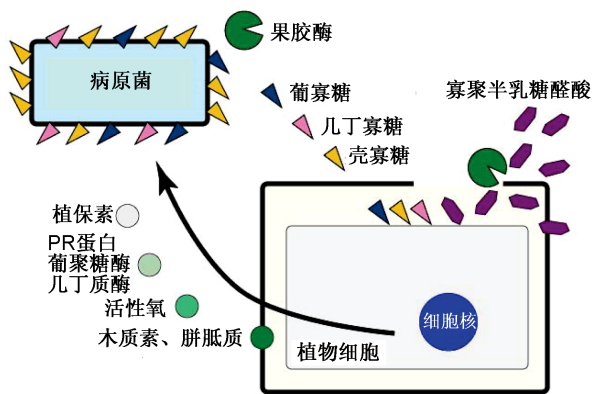 果胶酶
病原菌
葡寡糖
寡聚半乳糖醛酸
几丁寡糖
壳寡糖
植保素
PR蛋白
葡聚糖酶
几丁质酶
活性氧
木质素、胼胝质
植物细胞
细胞核